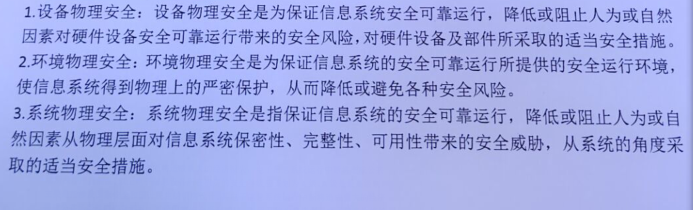 1.设备物理安全：设备物理安全是为保证信息系统安全可靠运行，降低或阻止人为或自然
因素对硬件设备安全可靠运行带来的安全风险，对硬件设备及部件所采取的适当安全措施。
2.环境物理安全：环境物理安全是为保证信息系统的安全可靠运行所提供的安全运行环境，
使信息系统得到物理上的严密保护，从而降低或避免各种安全风险。
3.系统物理安全：系统物理安全是指保证信息系统的安全可靠运行，降低或阻止人为或自
然因素从物理层面对信息系统保密性、完整性、可用性带来的安全威胁，从系统的角度采
取的适当安全措施。